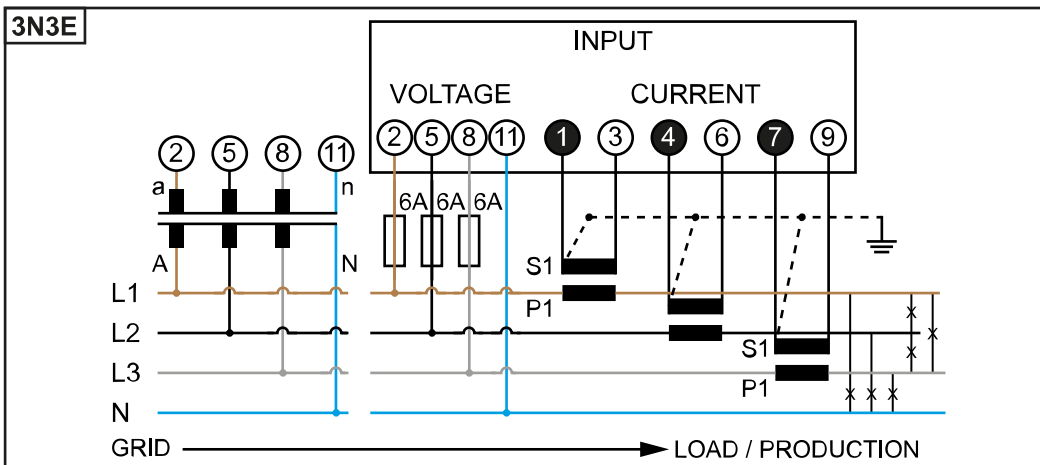 3N3E
INPUT
VOLTAGE CURRENT
2 5 8 11 1 3 4 6 7 9
2 5 8 11
a n
6A 6A 6A
A N
S1
L1
P1
L2
S1
L3
P1
N
GRID LOAD / PRODUCTION